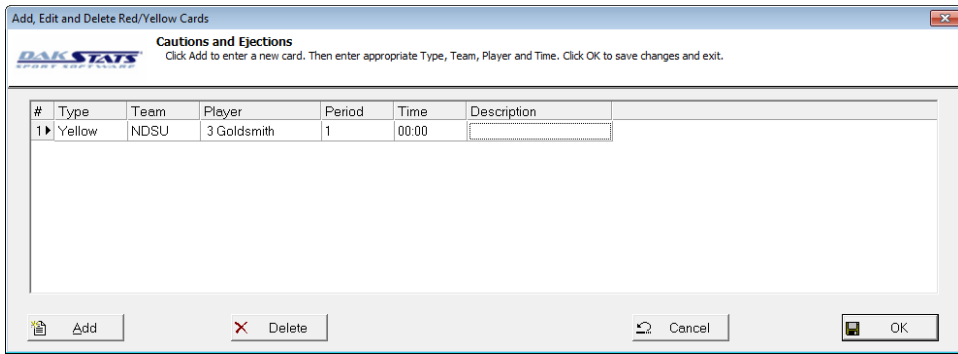 Add, Edit and Delete Red/Yellow Cards
DAKSTATS
SPORT SOFTWARE
Cautions and Ejections
Click Add to enter a new card. Then enter appropriate Type, Team, Player and Time. Click OK to save changes and exit.
# Type Team Player Period Time Description
1 Yellow NDSU 3 Goldsmith 1 00:00
Add Delete Cancel OK